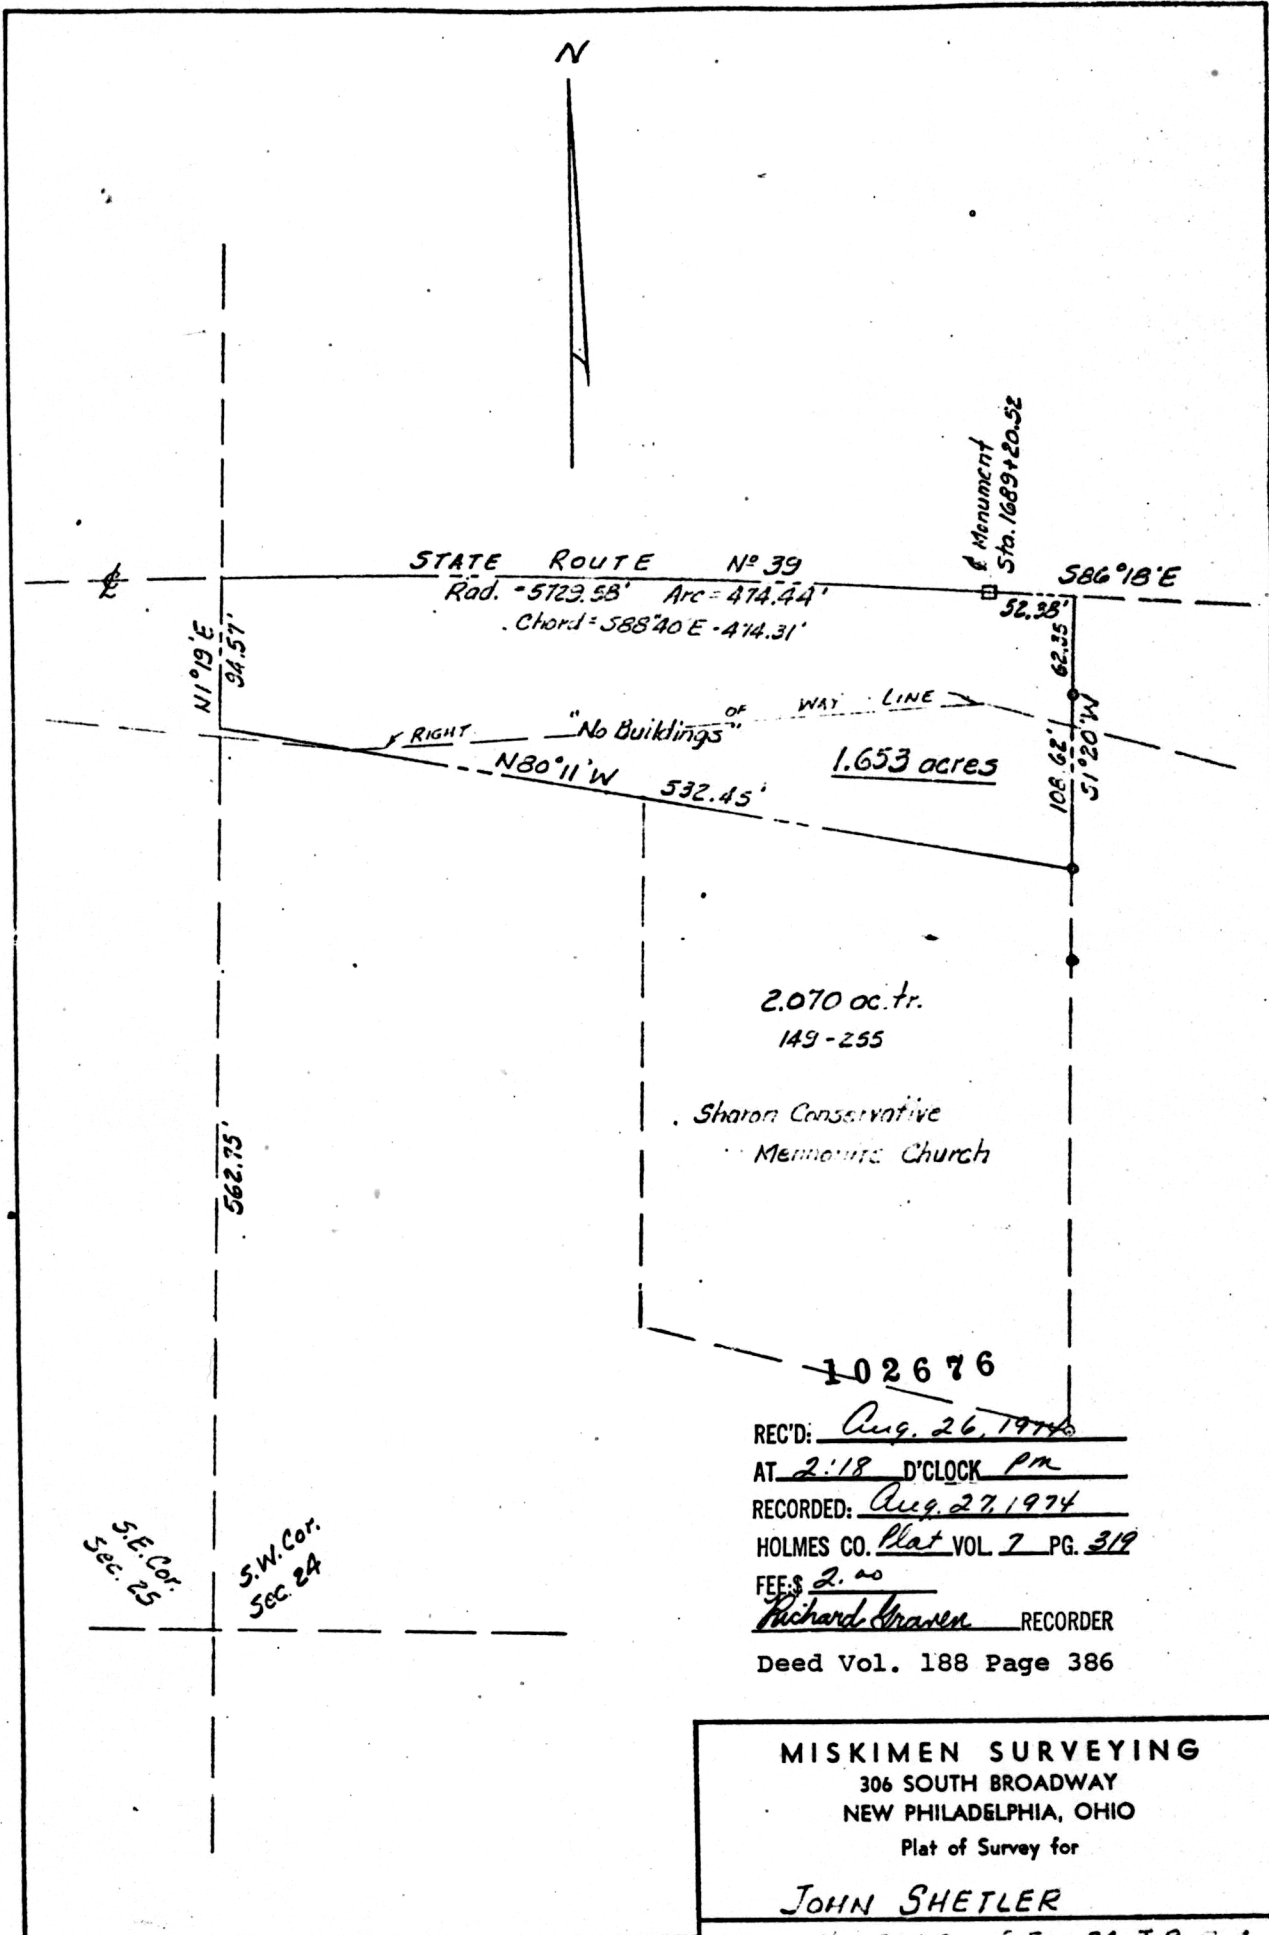 N
₵ Monument
Sta. 1689+20.52
STATE ROUTE Nº 39
Rad. = 5729.58' Arc = 474.44'
Chord = S88°40'E - 474.31'
℄
S86°18'E
52.38'
62.35
N1°19'E
94.57'
RIGHT OF WAY LINE
"No Buildings"
N80°11'W 532.45'
1.653 acres
108.62'
S1°20'W
2.070 ac. tr.
149-255
Sharon Conservative
Mennonite Church
562.75'
102676
REC'D: Aug. 26, 1974
AT 2:18 O'CLOCK PM
RECORDED: Aug. 27, 1974
HOLMES CO. Plat VOL. 7 PG. 319
FEE:$ 2.00
Richard Graven RECORDER
Deed Vol. 188 Page 386
S.E. Cor.
Sec. 25
S.W. Cor.
Sec. 24
MISKIMEN SURVEYING
306 SOUTH BROADWAY
NEW PHILADELPHIA, OHIO
Plat of Survey for
JOHN SHETLER